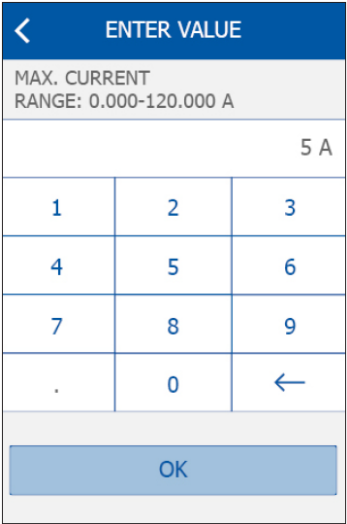 ENTER VALUE
MAX. CURRENT
RANGE: 0.000-120.000 A
5 A
1 2 3
4 5 6
7 8 9
. 0 ←
OK